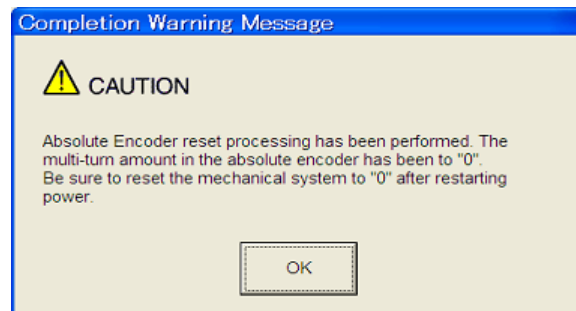 Completion Warning Message
CAUTION
Absolute Encoder reset processing has been performed. The
multi-turn amount in the absolute encoder has been to "0".
Be sure to reset the mechanical system to "0" after restarting
power.
OK